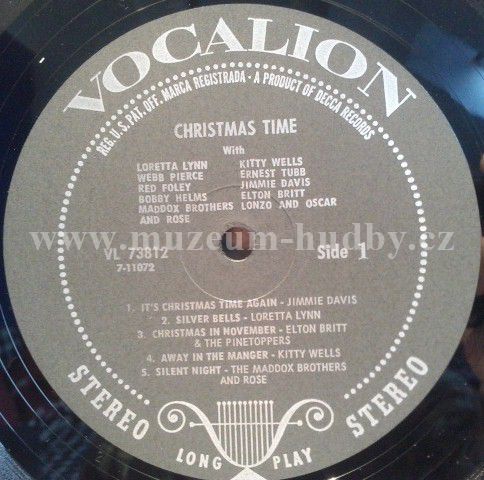 VOCALION
REG. U.S. PAT. OFF. MARCA REGISTRADA • A PRODUCT OF DECCA RECORDS
CHRISTMAS TIME
With
LORETTA LYNN KITTY WELLS
WEBB PIERCE ERNEST TUBB
RED FOLEY JIMMIE DAVIS
BOBBY HELMS ELTON BRITT
MADDOX BROTHERS LONZO AND OSCAR
AND ROSE
www.muzeum-hudby.cz
VL 73812 Side 1
7-11072
1. IT'S CHRISTMAS TIME AGAIN - JIMMIE DAVIS
2. SILVER BELLS - LORETTA LYNN
3. CHRISTMAS IN NOVEMBER - ELTON BRITT
& THE PINETOPPERS
4. AWAY IN THE MANGER - KITTY WELLS
5. SILENT NIGHT - THE MADDOX BROTHERS
AND ROSE
STEREO STEREO
LONG PLAY